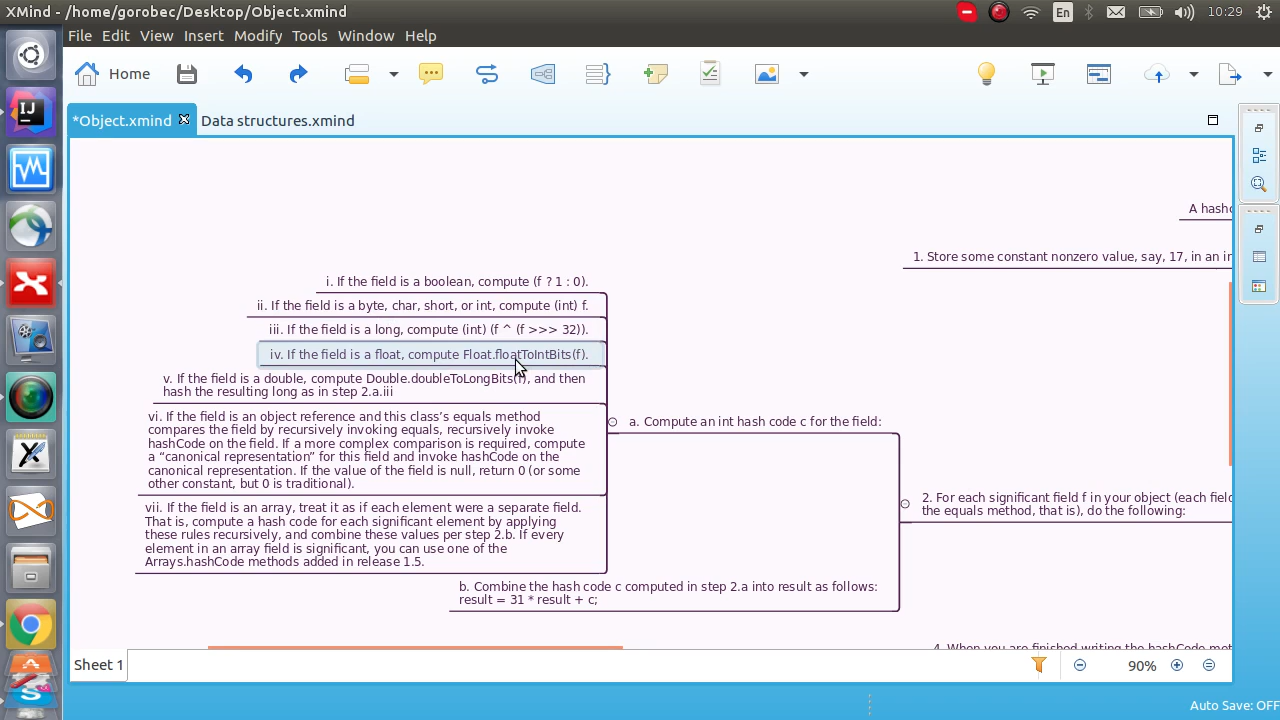 XMind - /home/gorobec/Desktop/Object.xmind
En
10:29
File Edit View Insert Modify Tools Window Help
Home
*Object.xmind
Data structures.xmind
A hashc
1. Store some constant nonzero value, say, 17, in an in
i. If the field is a boolean, compute (f ? 1 : 0).
ii. If the field is a byte, char, short, or int, compute (int) f.
iii. If the field is a long, compute (int) (f ^ (f >>> 32)).
iv. If the field is a float, compute Float.floatToIntBits(f).
v. If the field is a double, compute Double.doubleToLongBits(f), and then
hash the resulting long as in step 2.a.iii
vi. If the field is an object reference and this class’s equals method
compares the field by recursively invoking equals, recursively invoke
hashCode on the field. If a more complex comparison is required, compute
a “canonical representation” for this field and invoke hashCode on the
canonical representation. If the value of the field is null, return 0 (or some
other constant, but 0 is traditional).
vii. If the field is an array, treat it as if each element were a separate field.
That is, compute a hash code for each significant element by applying
these rules recursively, and combine these values per step 2.b. If every
element in an array field is significant, you can use one of the
Arrays.hashCode methods added in release 1.5.
a. Compute an int hash code c for the field:
2. For each significant field f in your object (each field
the equals method, that is), do the following:
b. Combine the hash code c computed in step 2.a into result as follows:
result = 31 * result + c;
4. When you are finished writing the hashCode met
Sheet 1
90%
Auto Save: OFF